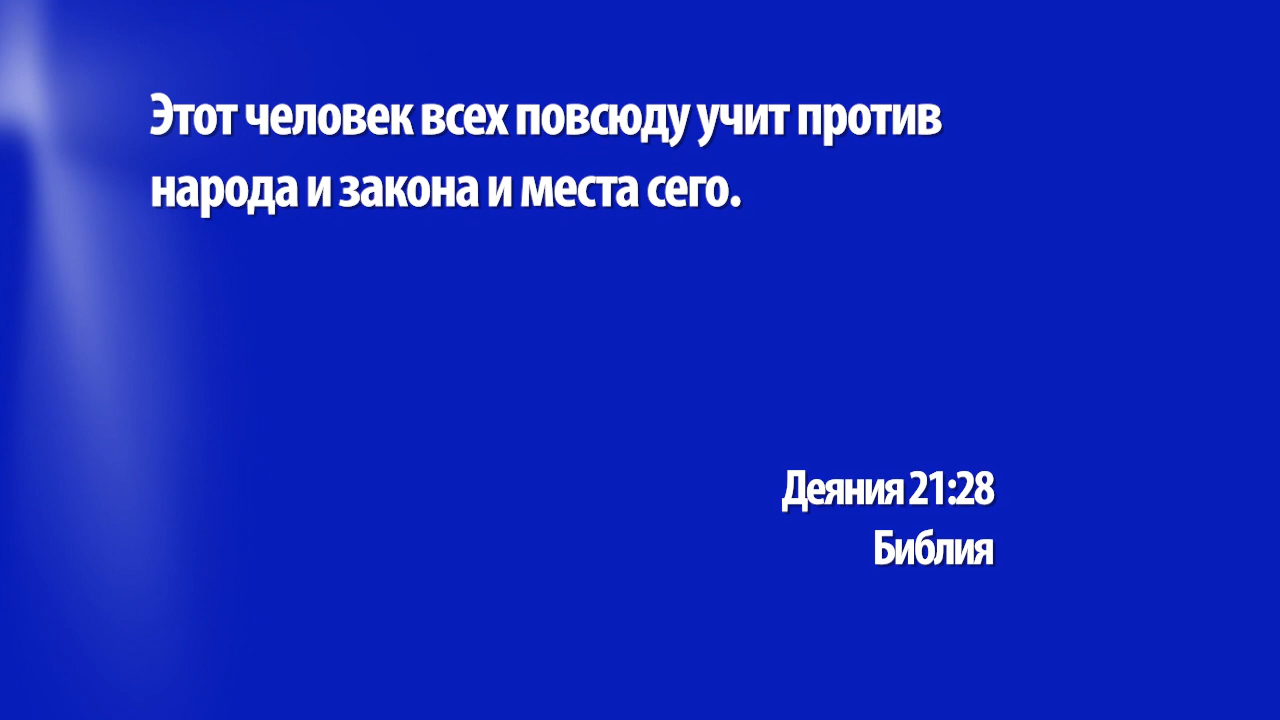 Этот человек всех повсюду учит против
народа и закона и места сего.
Деяния 21:28
Библия